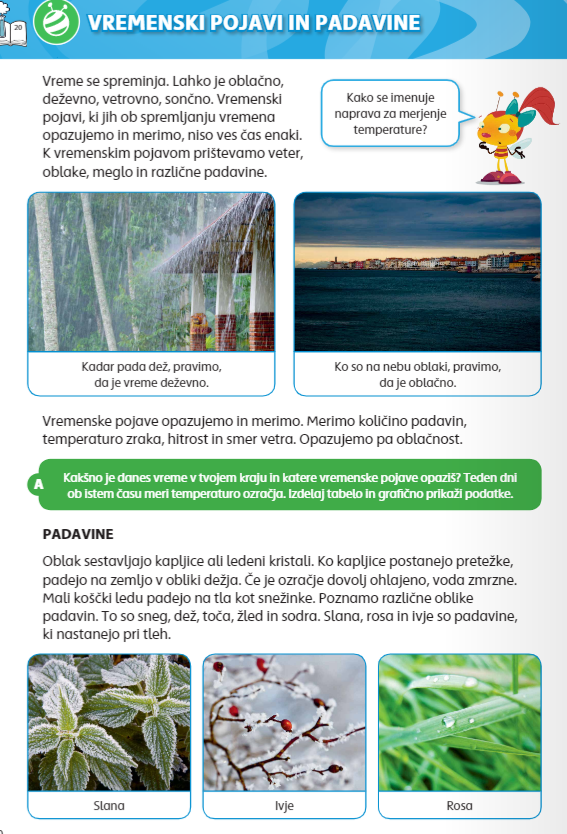 20
VREMENSKI POJAVI IN PADAVINE
Vreme se spreminja. Lahko je oblačno,
deževno, vetrovno, sončno. Vremenski
pojavi, ki jih ob spremljanju vremena
opazujemo in merimo, niso ves čas enaki.
K vremenskim pojavom prištevamo veter,
oblake, meglo in različne padavine.
Kako se imenuje
naprava za merjenje
temperature?
Kadar pada dež, pravimo,
da je vreme deževno.
Ko so na nebu oblaki, pravimo,
da je oblačno.
Vremenske pojave opazujemo in merimo. Merimo količino padavin,
temperaturo zraka, hitrost in smer vetra. Opazujemo pa oblačnost.
A
Kakšno je danes vreme v tvojem kraju in katere vremenske pojave opaziš? Teden dni
ob istem času meri temperaturo ozračja. Izdelaj tabelo in grafično prikaži podatke.
PADAVINE
Oblak sestavljajo kapljice ali ledeni kristali. Ko kapljice postanejo pretežke,
padejo na zemljo v obliki dežja. Če je ozračje dovolj ohlajeno, voda zmrzne.
Mali koščki ledu padejo na tla kot snežinke. Poznamo različne oblike
padavin. To so sneg, dež, toča, žled in sodra. Slana, rosa in ivje so padavine,
ki nastanejo pri tleh.
Slana
Ivje
Rosa